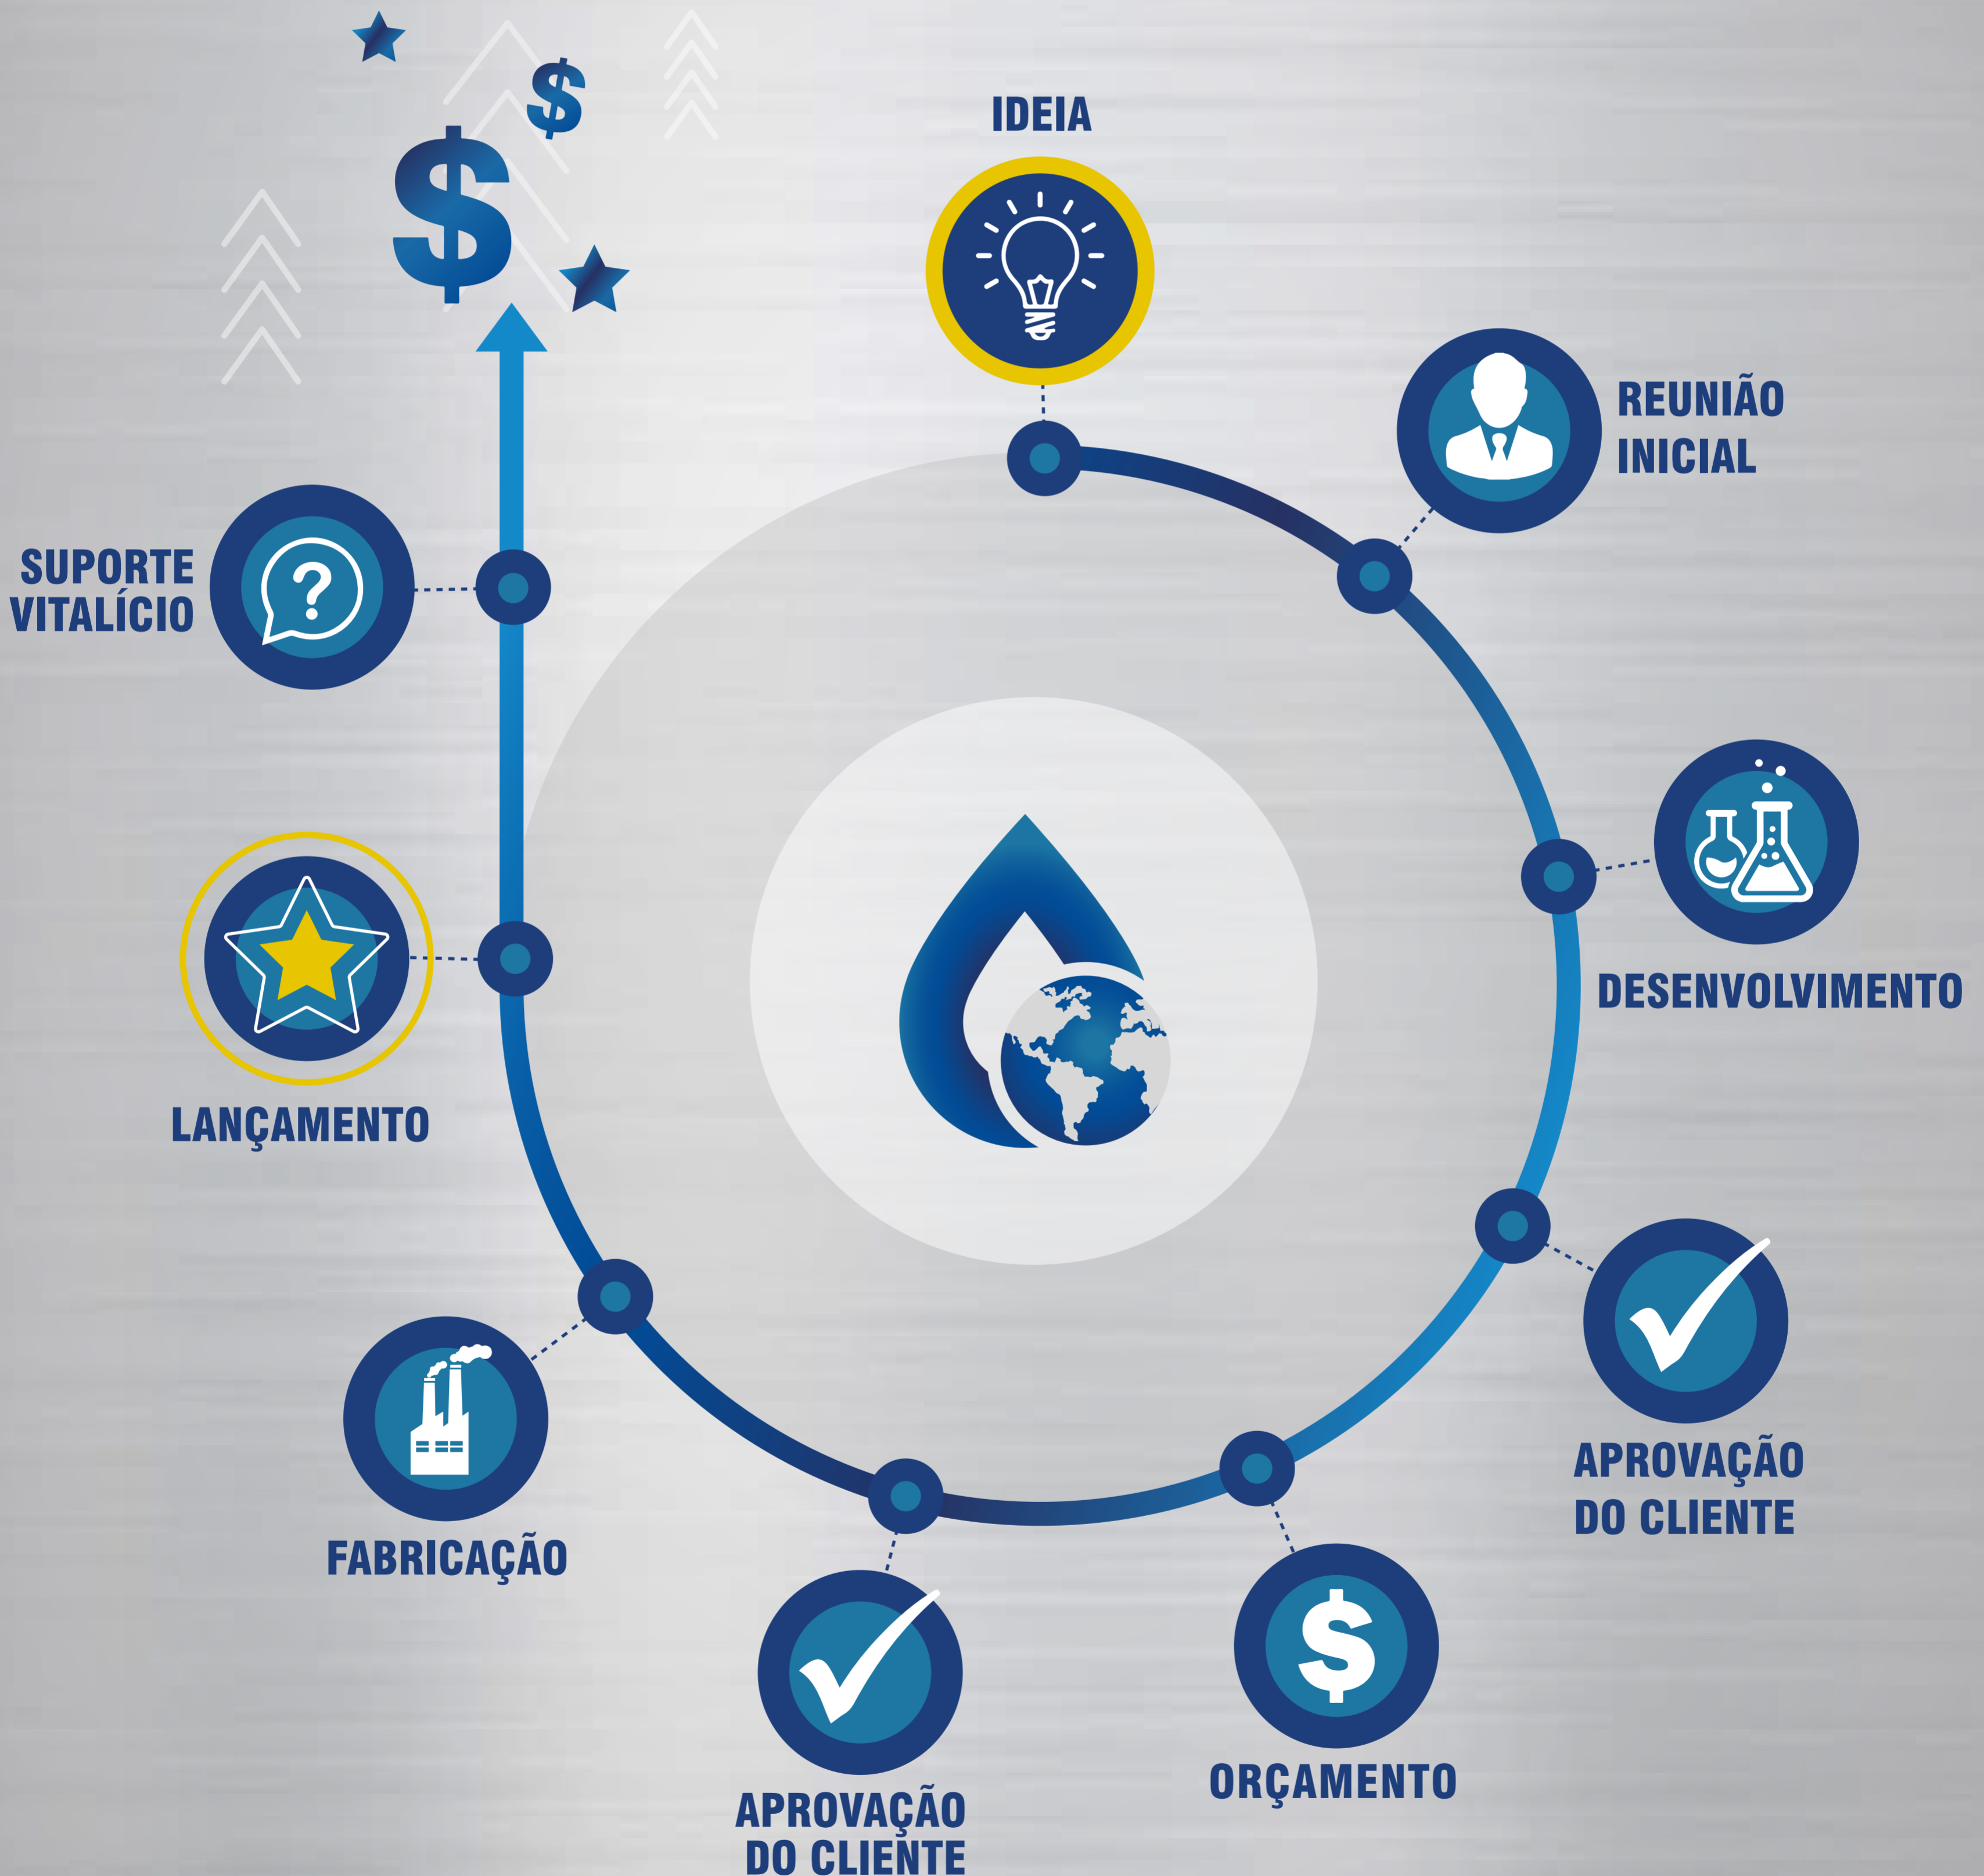 IDEIA
REUNIÃO
INICIAL
DESENVOLVIMENTO
APROVAÇÃO
DO CLIENTE
ORÇAMENTO
APROVAÇÃO
DO CLIENTE
FABRICAÇÃO
LANÇAMENTO
SUPORTE
VITALÍCIO